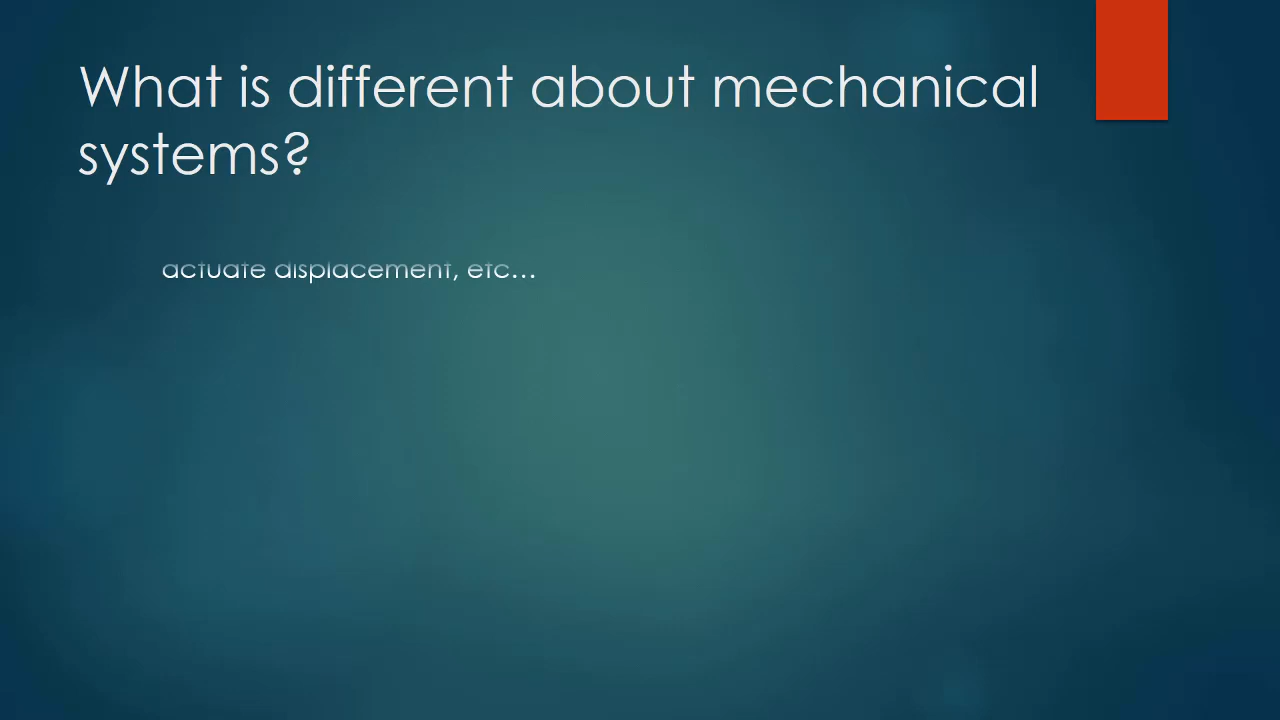 What is different about mechanical
systems?
actuate displacement, etc…